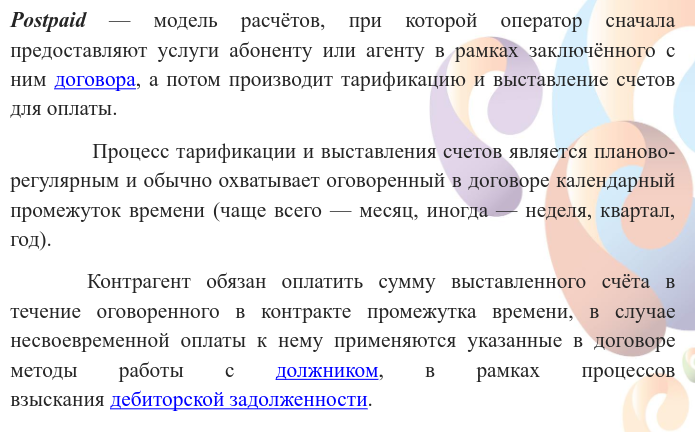 Postpaid — модель расчётов, при которой оператор сначала
предоставляют услуги абоненту или агенту в рамках заключённого с
ним договора, а потом производит тарификацию и выставление счетов
для оплаты.
Процесс тарификации и выставления счетов является планово-
регулярным и обычно охватывает оговоренный в договоре календарный
промежуток времени (чаще всего — месяц, иногда — неделя, квартал,
год).
Контрагент обязан оплатить сумму выставленного счёта в
течение оговоренного в контракте промежутка времени, в случае
несвоевременной оплаты к нему применяются указанные в договоре
методы работы с должником, в рамках процессов
взыскания дебиторской задолженности.